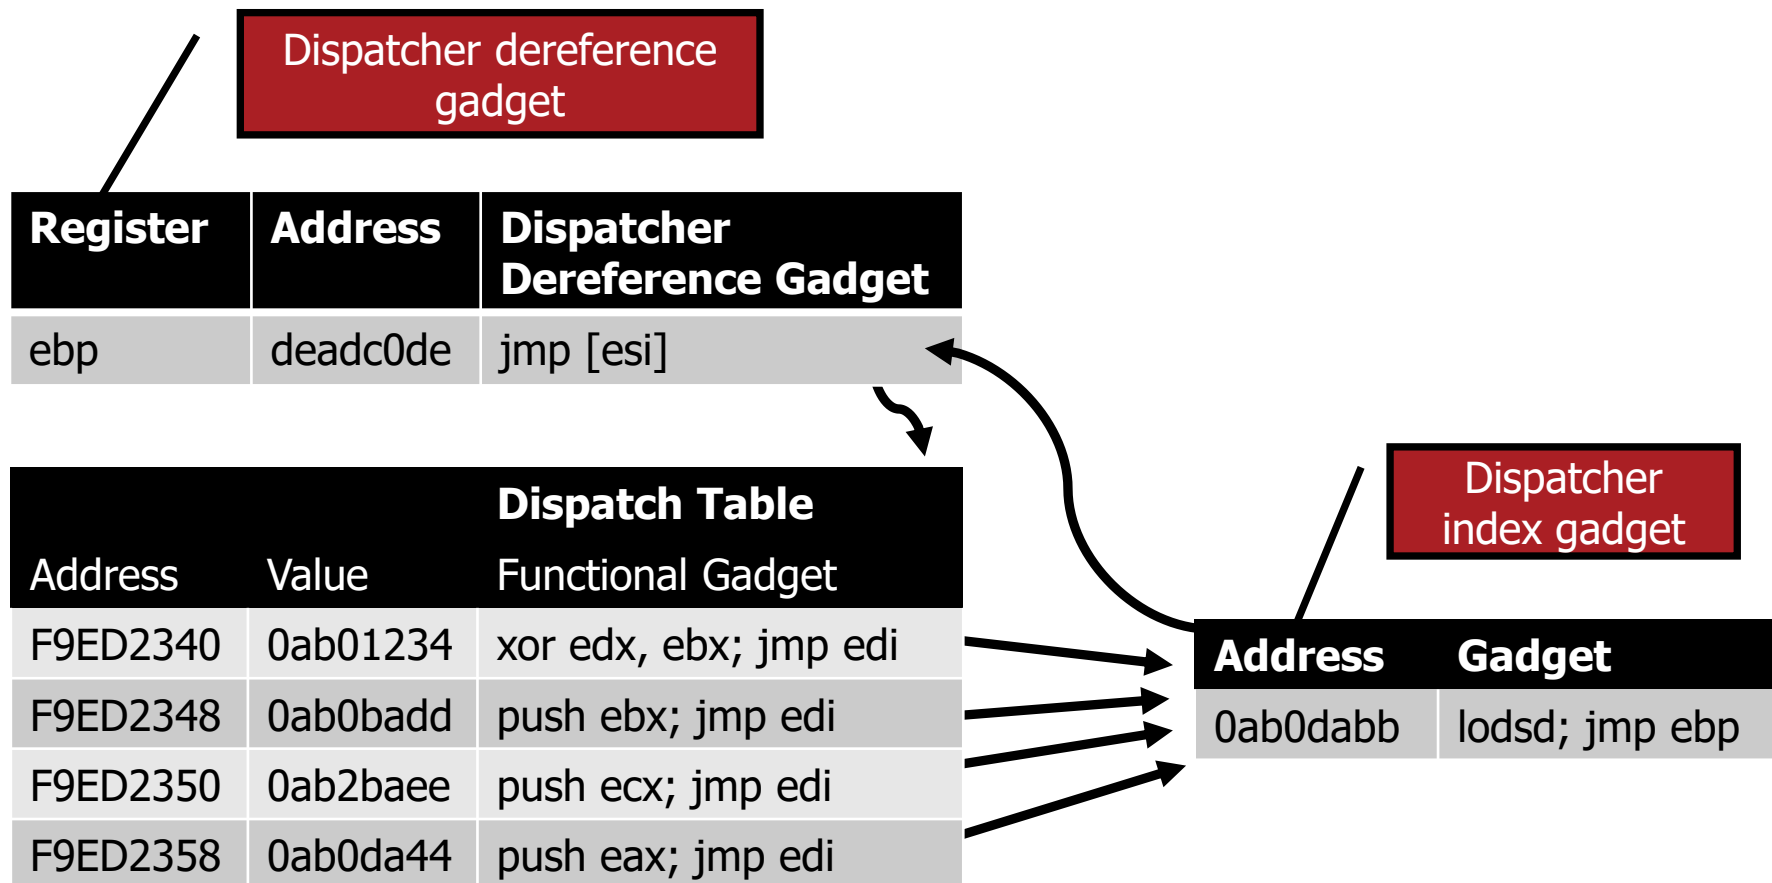 Dispatcher dereference
gadget
Register Address Dispatcher
Dereference Gadget
ebp deadc0de jmp [esi]
Dispatcher
index gadget
Dispatch Table
Address Value Functional Gadget
F9ED2340 0ab01234 xor edx, ebx; jmp edi
F9ED2348 0ab0badd push ebx; jmp edi
F9ED2350 0ab2baee push ecx; jmp edi
F9ED2358 0ab0da44 push eax; jmp edi
Address Gadget
0ab0dabb lodsd; jmp ebp